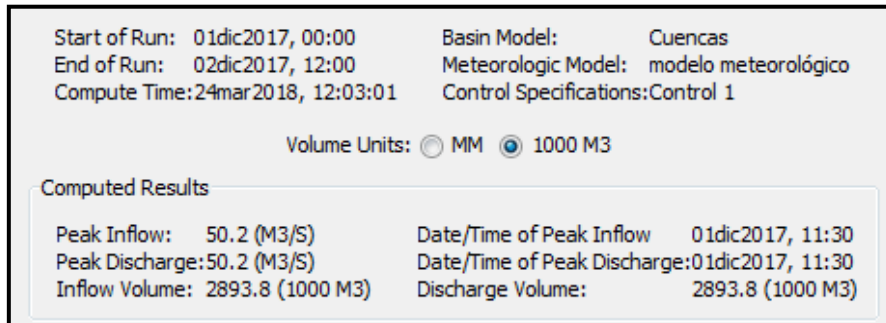 Start of Run: 01dic2017, 00:00 Basin Model: Cuencas
End of Run: 02dic2017, 12:00 Meteorologic Model: modelo meteorológico
Compute Time:24mar2018, 12:03:01 Control Specifications:Control 1
Volume Units: MM 1000 M3
Computed Results
Peak Inflow: 50.2 (M3/S) Date/Time of Peak Inflow 01dic2017, 11:30
Peak Discharge:50.2 (M3/S) Date/Time of Peak Discharge:01dic2017, 11:30
Inflow Volume: 2893.8 (1000 M3) Discharge Volume: 2893.8 (1000 M3)